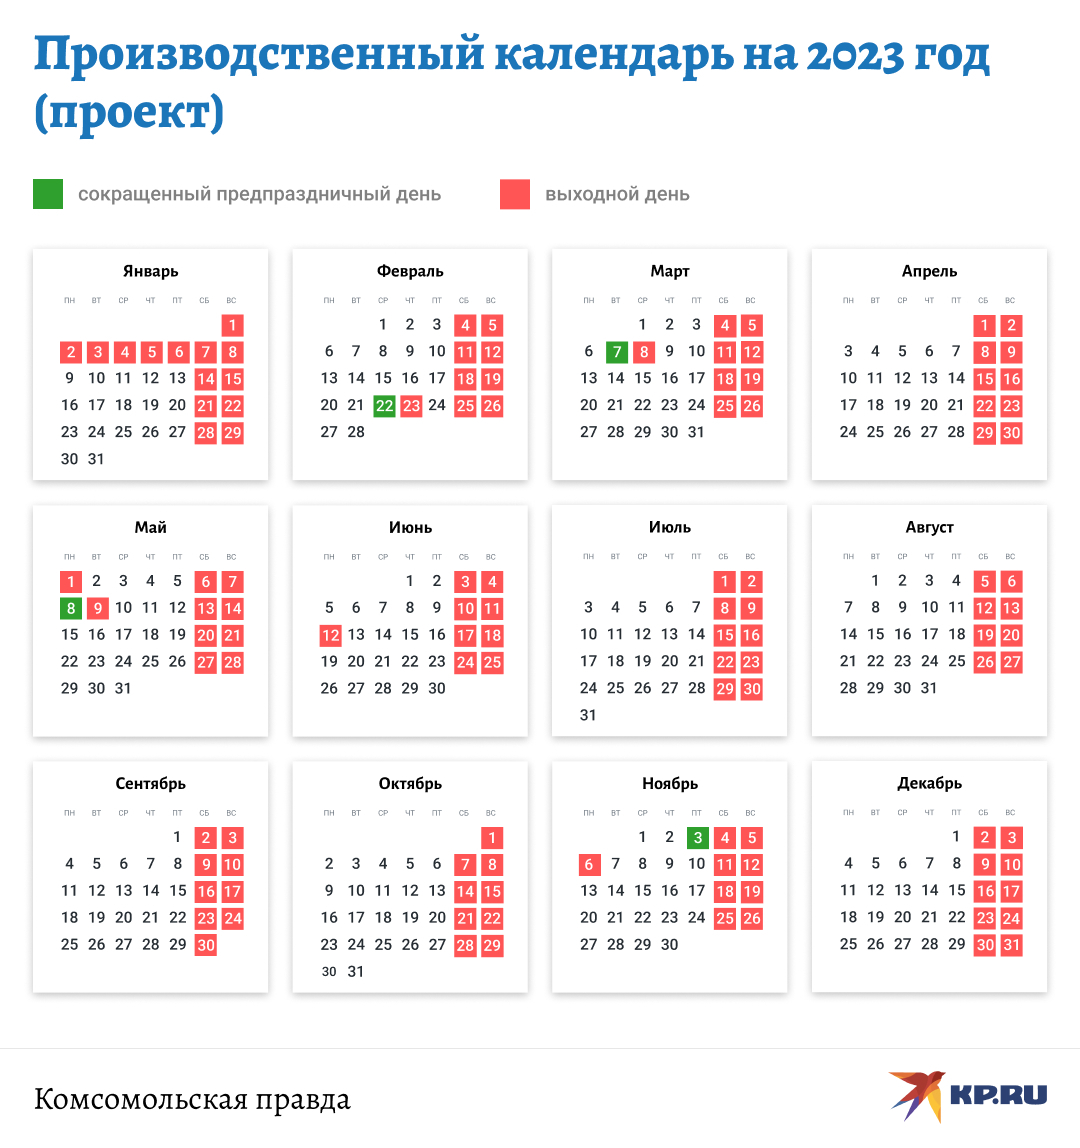 Производственный календарь на 2023 год
(проект)
сокращенный предпраздничный день выходной день
Январь Февраль Март Апрель
ПН ВТ СР ЧТ ПТ СБ ВС ПН ВТ СР ЧТ ПТ СБ ВС ПН ВТ СР ЧТ ПТ СБ ВС ПН ВТ СР ЧТ ПТ СБ ВС
1 1 2 3 4 5 1 2 3 4 5 1 2
2 3 4 5 6 7 8 6 7 8 9 10 11 12 6 7 8 9 10 11 12 3 4 5 6 7 8 9
9 10 11 12 13 14 15 13 14 15 16 17 18 19 13 14 15 16 17 18 19 10 11 12 13 14 15 16
16 17 18 19 20 21 22 20 21 22 23 24 25 26 20 21 22 23 24 25 26 17 18 19 20 21 22 23
23 24 25 26 27 28 29 27 28 27 28 29 30 31 24 25 26 27 28 29 30
30 31
Май Июнь Июль Август
ПН ВТ СР ЧТ ПТ СБ ВС ПН ВТ СР ЧТ ПТ СБ ВС ПН ВТ СР ЧТ ПТ СБ ВС ПН ВТ СР ЧТ ПТ СБ ВС
1 2 3 4 5 6 7 1 2 3 4 1 2 1 2 3 4 5 6
8 9 10 11 12 13 14 5 6 7 8 9 10 11 3 4 5 6 7 8 9 7 8 9 10 11 12 13
15 16 17 18 19 20 21 12 13 14 15 16 17 18 10 11 12 13 14 15 16 14 15 16 17 18 19 20
22 23 24 25 26 27 28 19 20 21 22 23 24 25 17 18 19 20 21 22 23 21 22 23 24 25 26 27
29 30 31 26 27 28 29 30 24 25 26 27 28 29 30 28 29 30 31
31
Сентябрь Октябрь Ноябрь Декабрь
ПН ВТ СР ЧТ ПТ СБ ВС ПН ВТ СР ЧТ ПТ СБ ВС ПН ВТ СР ЧТ ПТ СБ ВС ПН ВТ СР ЧТ ПТ СБ ВС
1 2 3 1 1 2 3 4 5 1 2 3
4 5 6 7 8 9 10 2 3 4 5 6 7 8 6 7 8 9 10 11 12 4 5 6 7 8 9 10
11 12 13 14 15 16 17 9 10 11 12 13 14 15 13 14 15 16 17 18 19 11 12 13 14 15 16 17
18 19 20 21 22 23 24 16 17 18 19 20 21 22 20 21 22 23 24 25 26 18 19 20 21 22 23 24
25 26 27 28 29 30 23 24 25 26 27 28 29 27 28 29 30 25 26 27 28 29 30 31
30 31
Комсомольская правда KP.RU